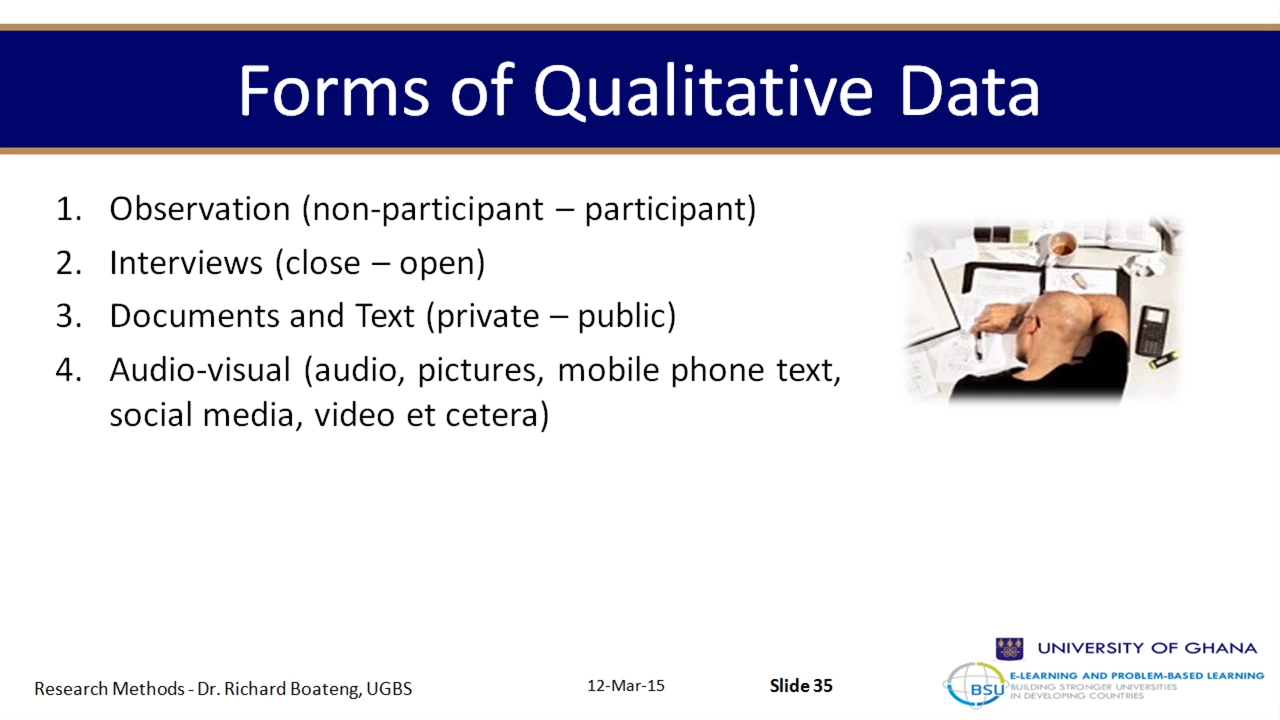 Forms of Qualitative Data
1. Observation (non-participant – participant)
2. Interviews (close – open)
3. Documents and Text (private – public)
4. Audio-visual (audio, pictures, mobile phone text,
social media, video et cetera)
UNIVERSITY OF GHANA
BSU
E-LEARNING AND PROBLEM-BASED LEARNING
BUILDING STRONGER UNIVERSITIES
IN DEVELOPING COUNTRIES
Research Methods - Dr. Richard Boateng, UGBS
12-Mar-15
Slide 35